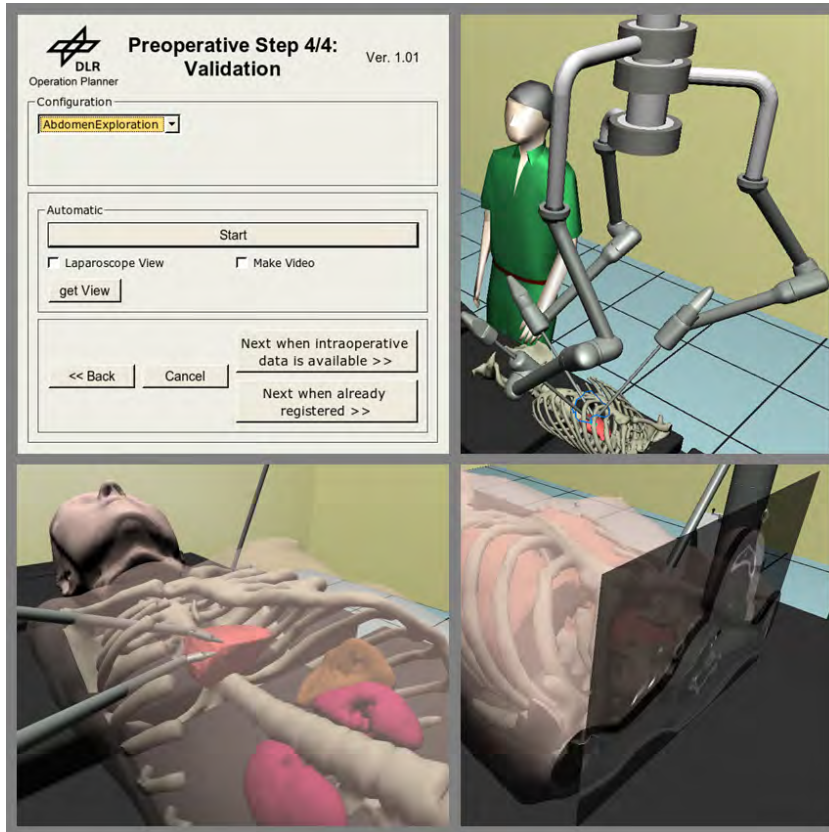 DLR
Operation Planner
Preoperative Step 4/4:
Validation
Ver. 1.01
Configuration
AbdomenExploration
Automatic
Start
Laparoscope View
Make Video
get View
<< Back
Cancel
Next when intraoperative
data is available >>
Next when already
registered >>